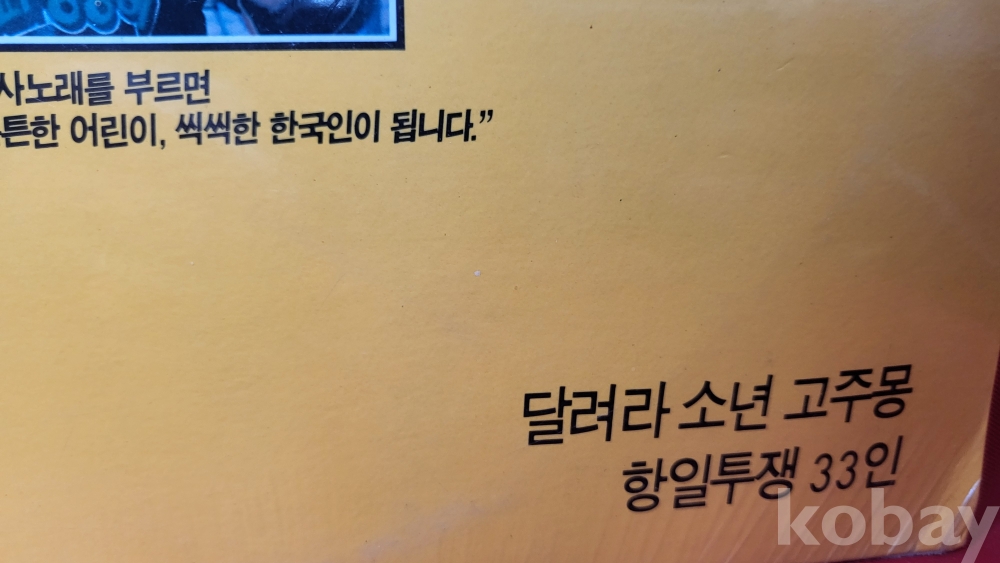 사노래를 부르면
튼한 어린이, 씩씩한 한국인이 됩니다.”
달려라 소년 고주몽
항일투쟁 33인
kobay